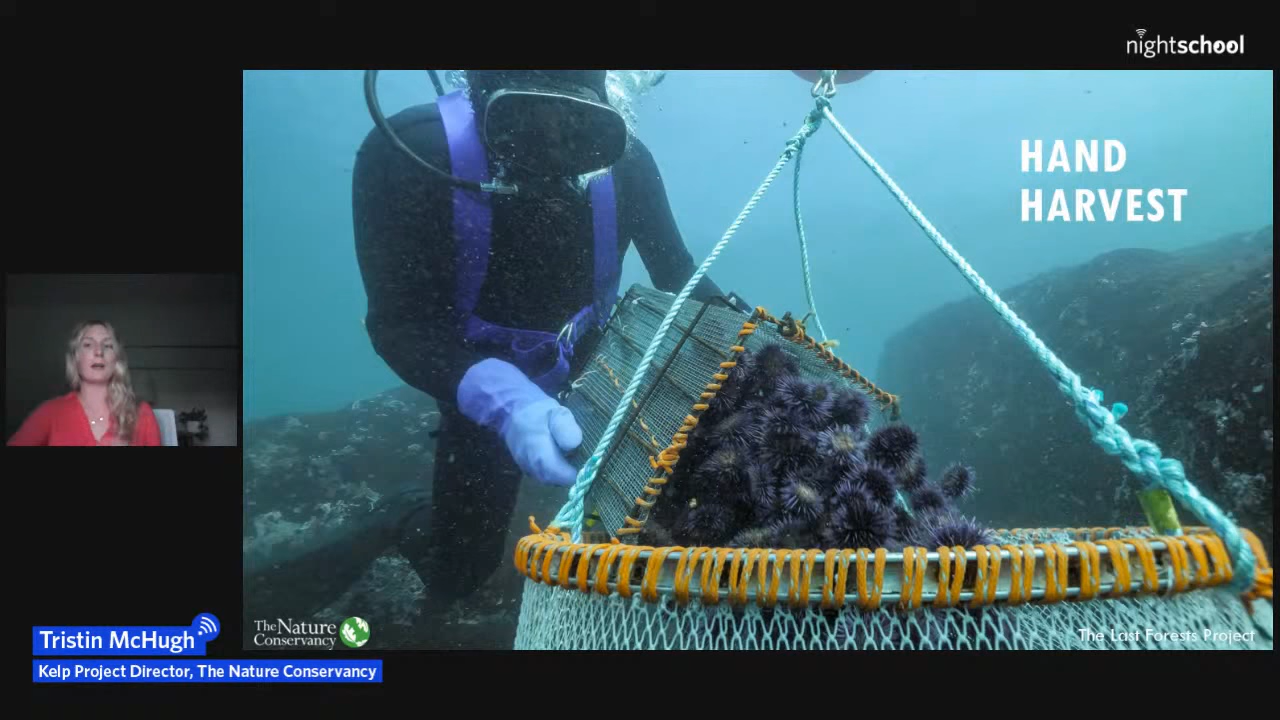 nightschool
HAND
HARVEST
The Nature
Conservancy
The Last Forests Project
Tristin McHugh
Kelp Project Director, The Nature Conservancy